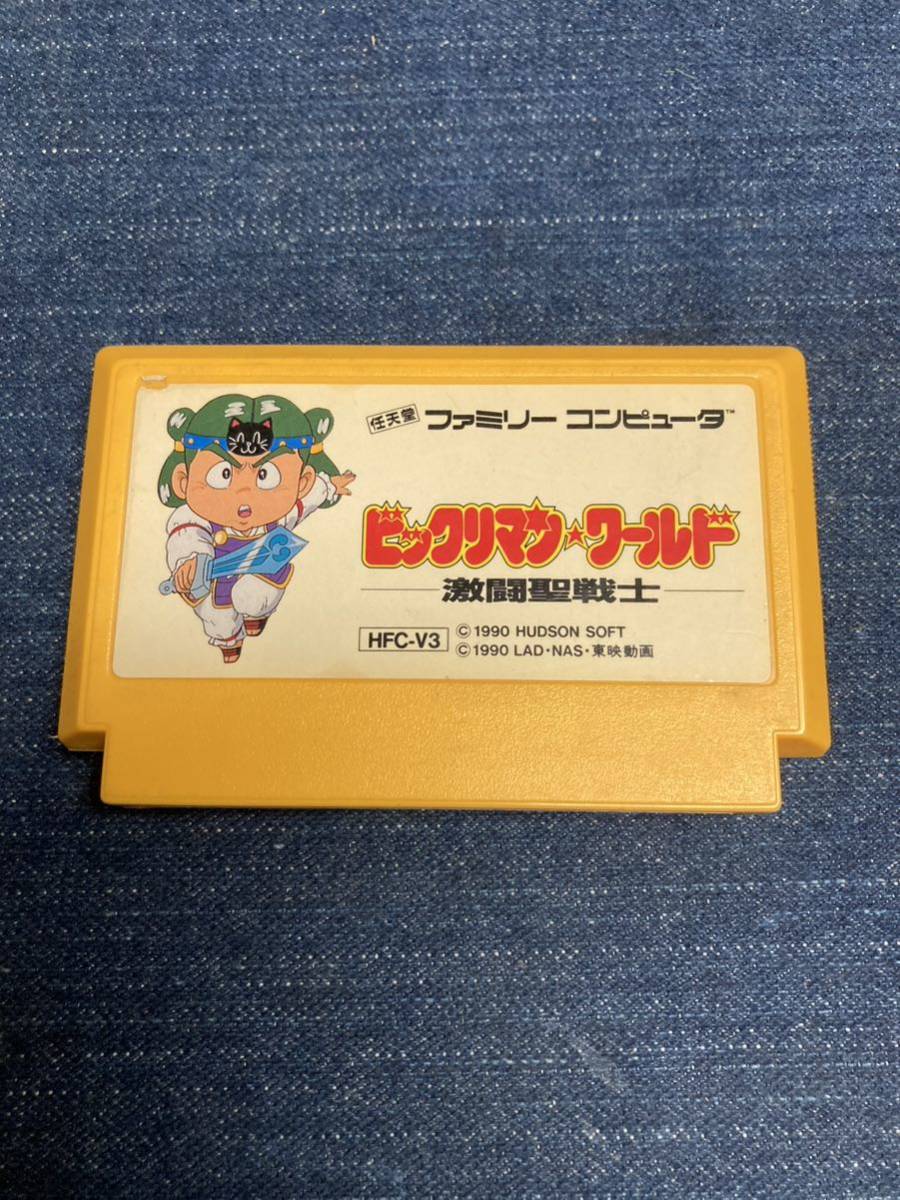 任天堂 ファミリー コンピュータ™
ビックリマン★ワールド
激闘聖戦士
HFC-V3
© 1990 HUDSON SOFT
© 1990 LAD・NAS・東映動画